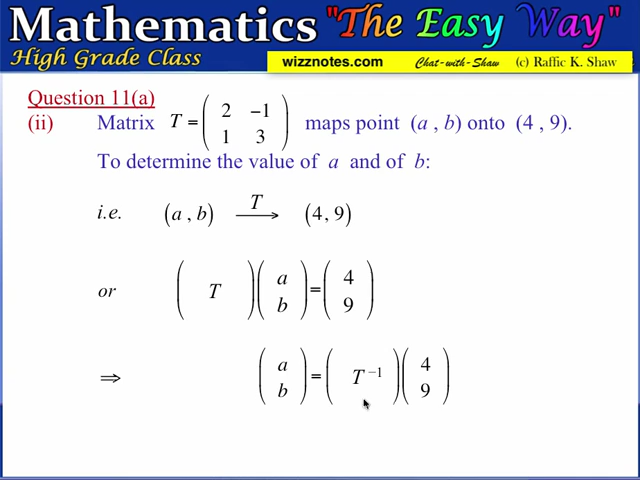 Mathematics "The Easy Way"
High Grade Class
wizznotes.com Chat-with-Shaw (c) Raffic K. Shaw
Question 11(a)
(ii) Matrix T = ( 2 −1 ; 1 3 ) maps point (a , b) onto (4 , 9).
To determine the value of a and of b:
i.e. (a , b) T ⟶ (4 , 9)
or ( T ) ( a ; b ) = ( 4 ; 9 )
⇒ ( a ; b ) = ( T⁻¹ ) ( 4 ; 9 )